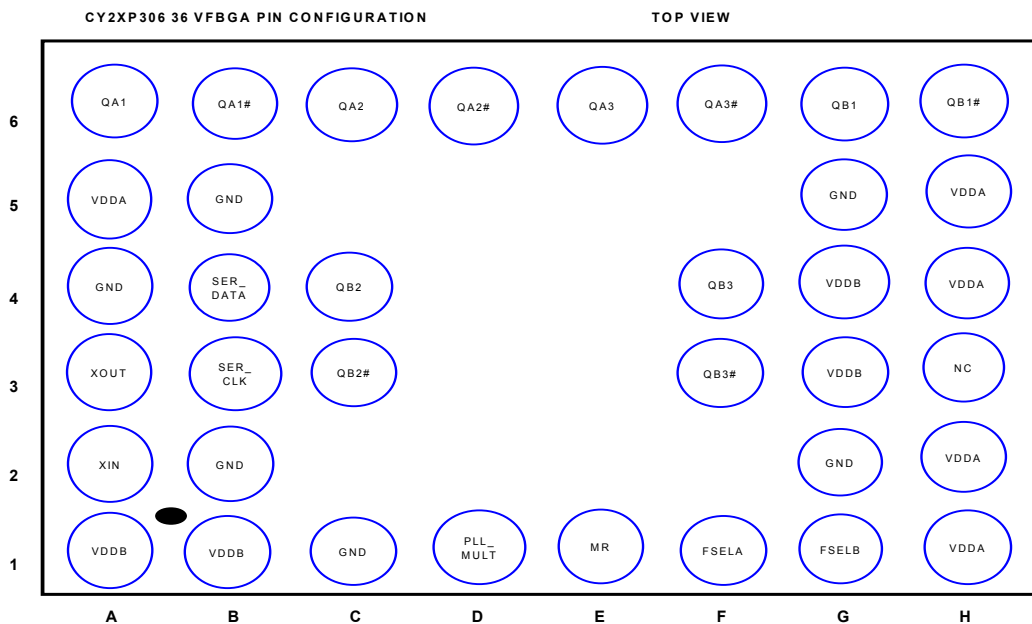 CY2XP306 36 VFBGA PIN CONFIGURATION TOP VIEW
6 QA1 QA1# QA2 QA2# QA3 QA3# QB1 QB1#
5 VDDA GND GND VDDA
4 GND SER_ QB2 QB3 VDDB VDDA
DATA
3 XOUT SER_ QB2# QB3# VDDB NC
CLK
2 XIN GND GND VDDA
1 VDDB VDDB GND PLL_ MR FSELA FSELB VDDA
MULT
A B C D E F G H